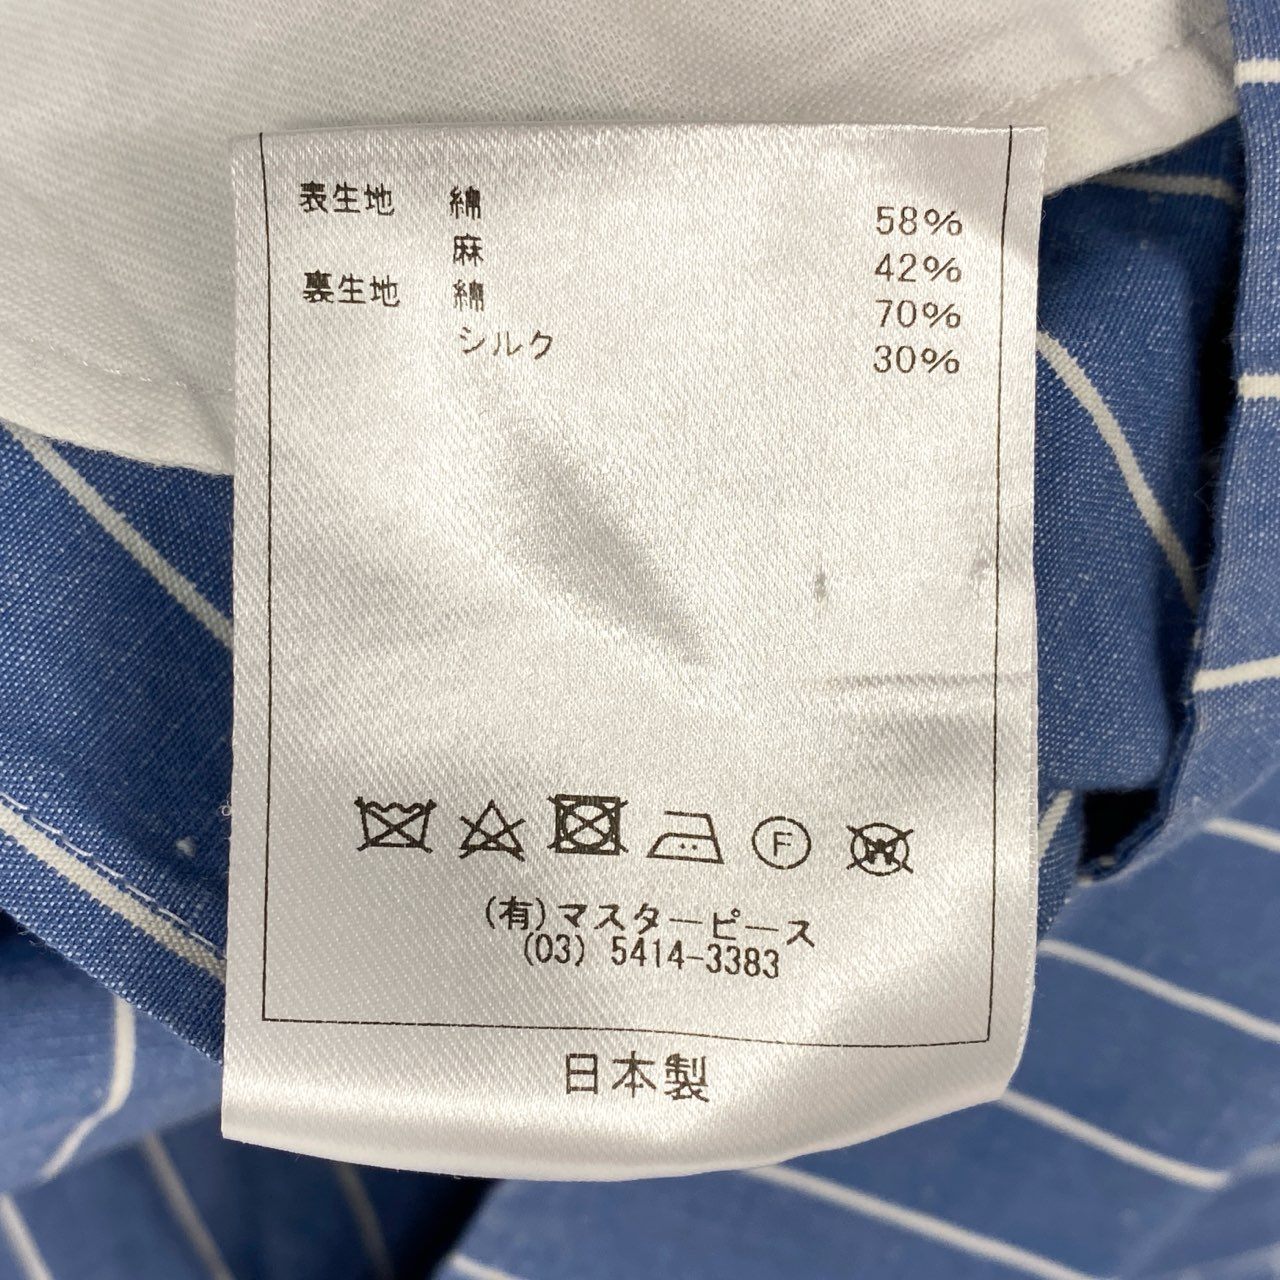 表生地 綿 58%
麻 42%
裏生地 綿 70%
シルク 30%
F
W
(有)マスターピース
(03) 5414-3383
日本製